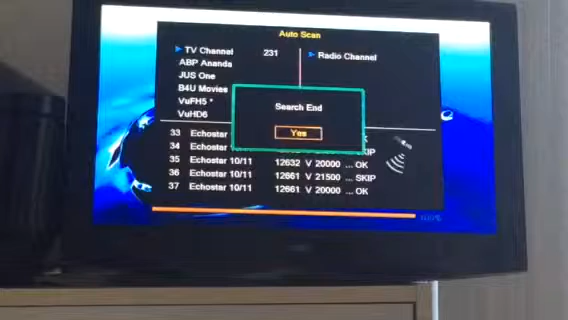 Auto Scan
TV Channel 231
Radio Channel
ABP Ananda
JUS One
B4U Movies
VuFH5 *
VuHD6
Search End
Yes
33 Echostar
34 Echostar
35 Echostar 10/11 12632 V 20000 ... OK
36 Echostar 10/11 12661 V 21500 ... SKIP
37 Echostar 10/11 12661 V 20000 ... OK